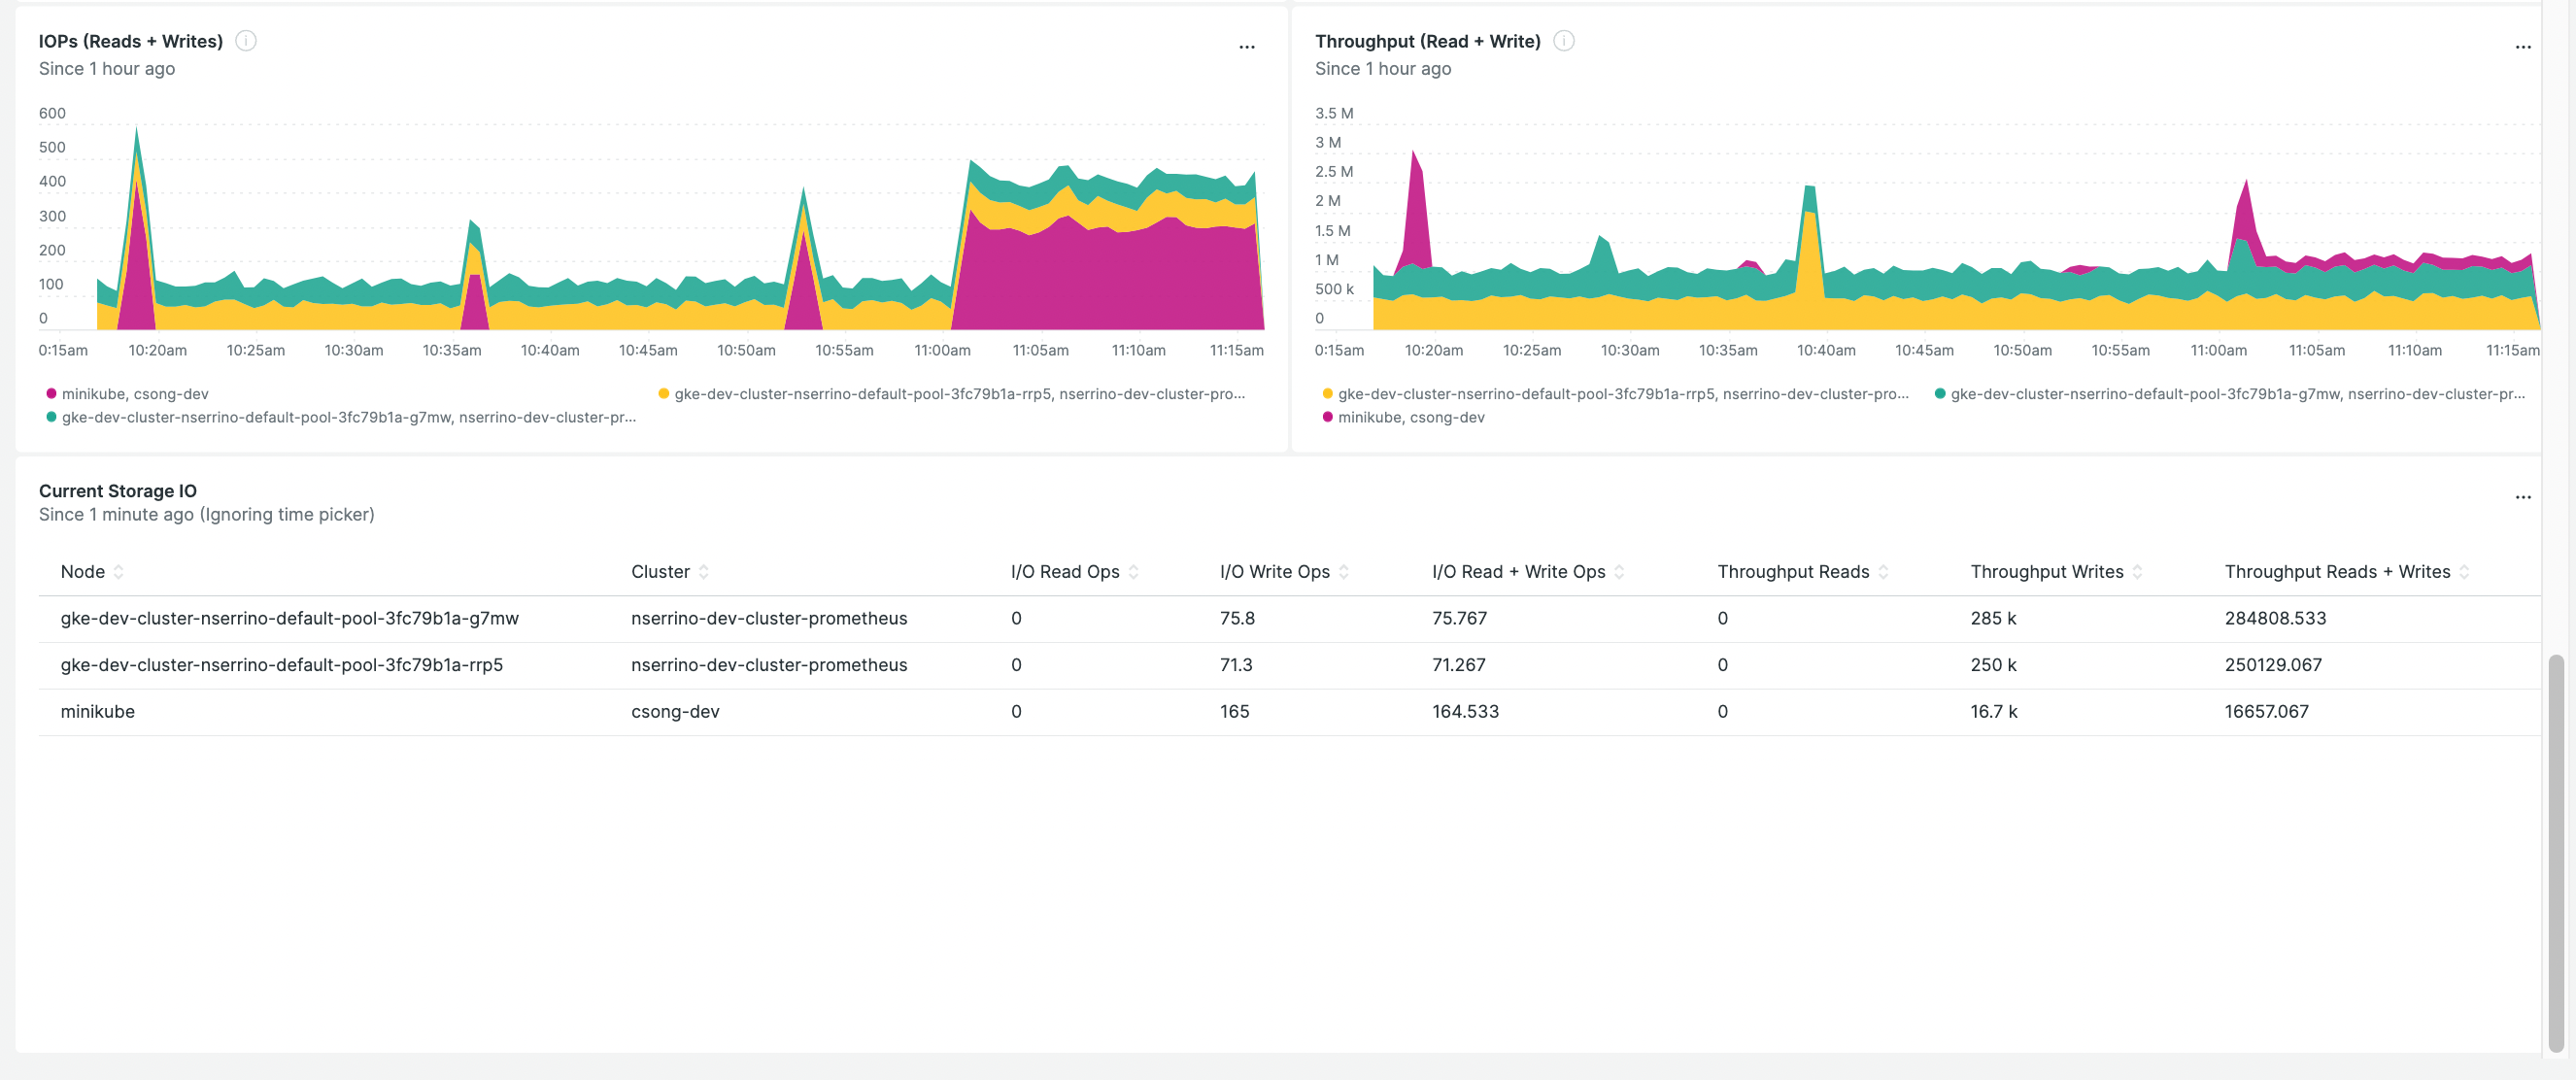 IOPs (Reads + Writes)
Since 1 hour ago
600
500
400
300
200
100
0
0:15am 10:20am 10:25am 10:30am 10:35am 10:40am 10:45am 10:50am 10:55am 11:00am 11:05am 11:10am 11:15am
minikube, csong-dev
gke-dev-cluster-nserrino-default-pool-3fc79b1a-rrp5, nserrino-dev-cluster-pro...
gke-dev-cluster-nserrino-default-pool-3fc79b1a-g7mw, nserrino-dev-cluster-pr...
Throughput (Read + Write)
Since 1 hour ago
3.5 M
3 M
2.5 M
2 M
1.5 M
1 M
500 k
0
0:15am 10:20am 10:25am 10:30am 10:35am 10:40am 10:45am 10:50am 10:55am 11:00am 11:05am 11:10am 11:15am
gke-dev-cluster-nserrino-default-pool-3fc79b1a-rrp5, nserrino-dev-cluster-pro...
gke-dev-cluster-nserrino-default-pool-3fc79b1a-g7mw, nserrino-dev-cluster-pr...
minikube, csong-dev
Current Storage IO
Since 1 minute ago (Ignoring time picker)
Node Cluster I/O Read Ops I/O Write Ops I/O Read + Write Ops Throughput Reads Throughput Writes Throughput Reads + Writes
gke-dev-cluster-nserrino-default-pool-3fc79b1a-g7mw nserrino-dev-cluster-prometheus 0 75.8 75.767 0 285 k 284808.533
gke-dev-cluster-nserrino-default-pool-3fc79b1a-rrp5 nserrino-dev-cluster-prometheus 0 71.3 71.267 0 250 k 250129.067
minikube csong-dev 0 165 164.533 0 16.7 k 16657.067